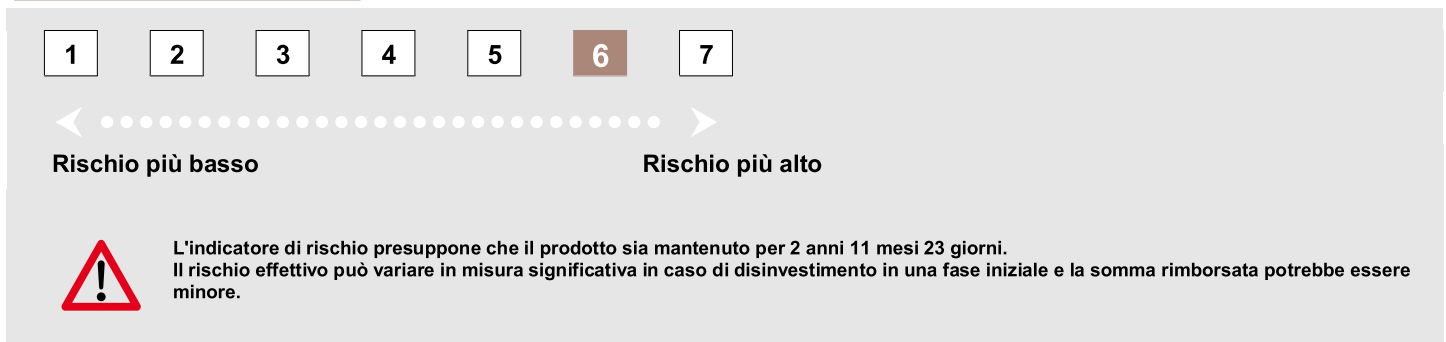 1 2 3 4 5 6 7
Rischio più basso Rischio più alto
L'indicatore di rischio presuppone che il prodotto sia mantenuto per 2 anni 11 mesi 23 giorni.
Il rischio effettivo può variare in misura significativa in caso di disinvestimento in una fase iniziale e la somma rimborsata potrebbe essere
minore.